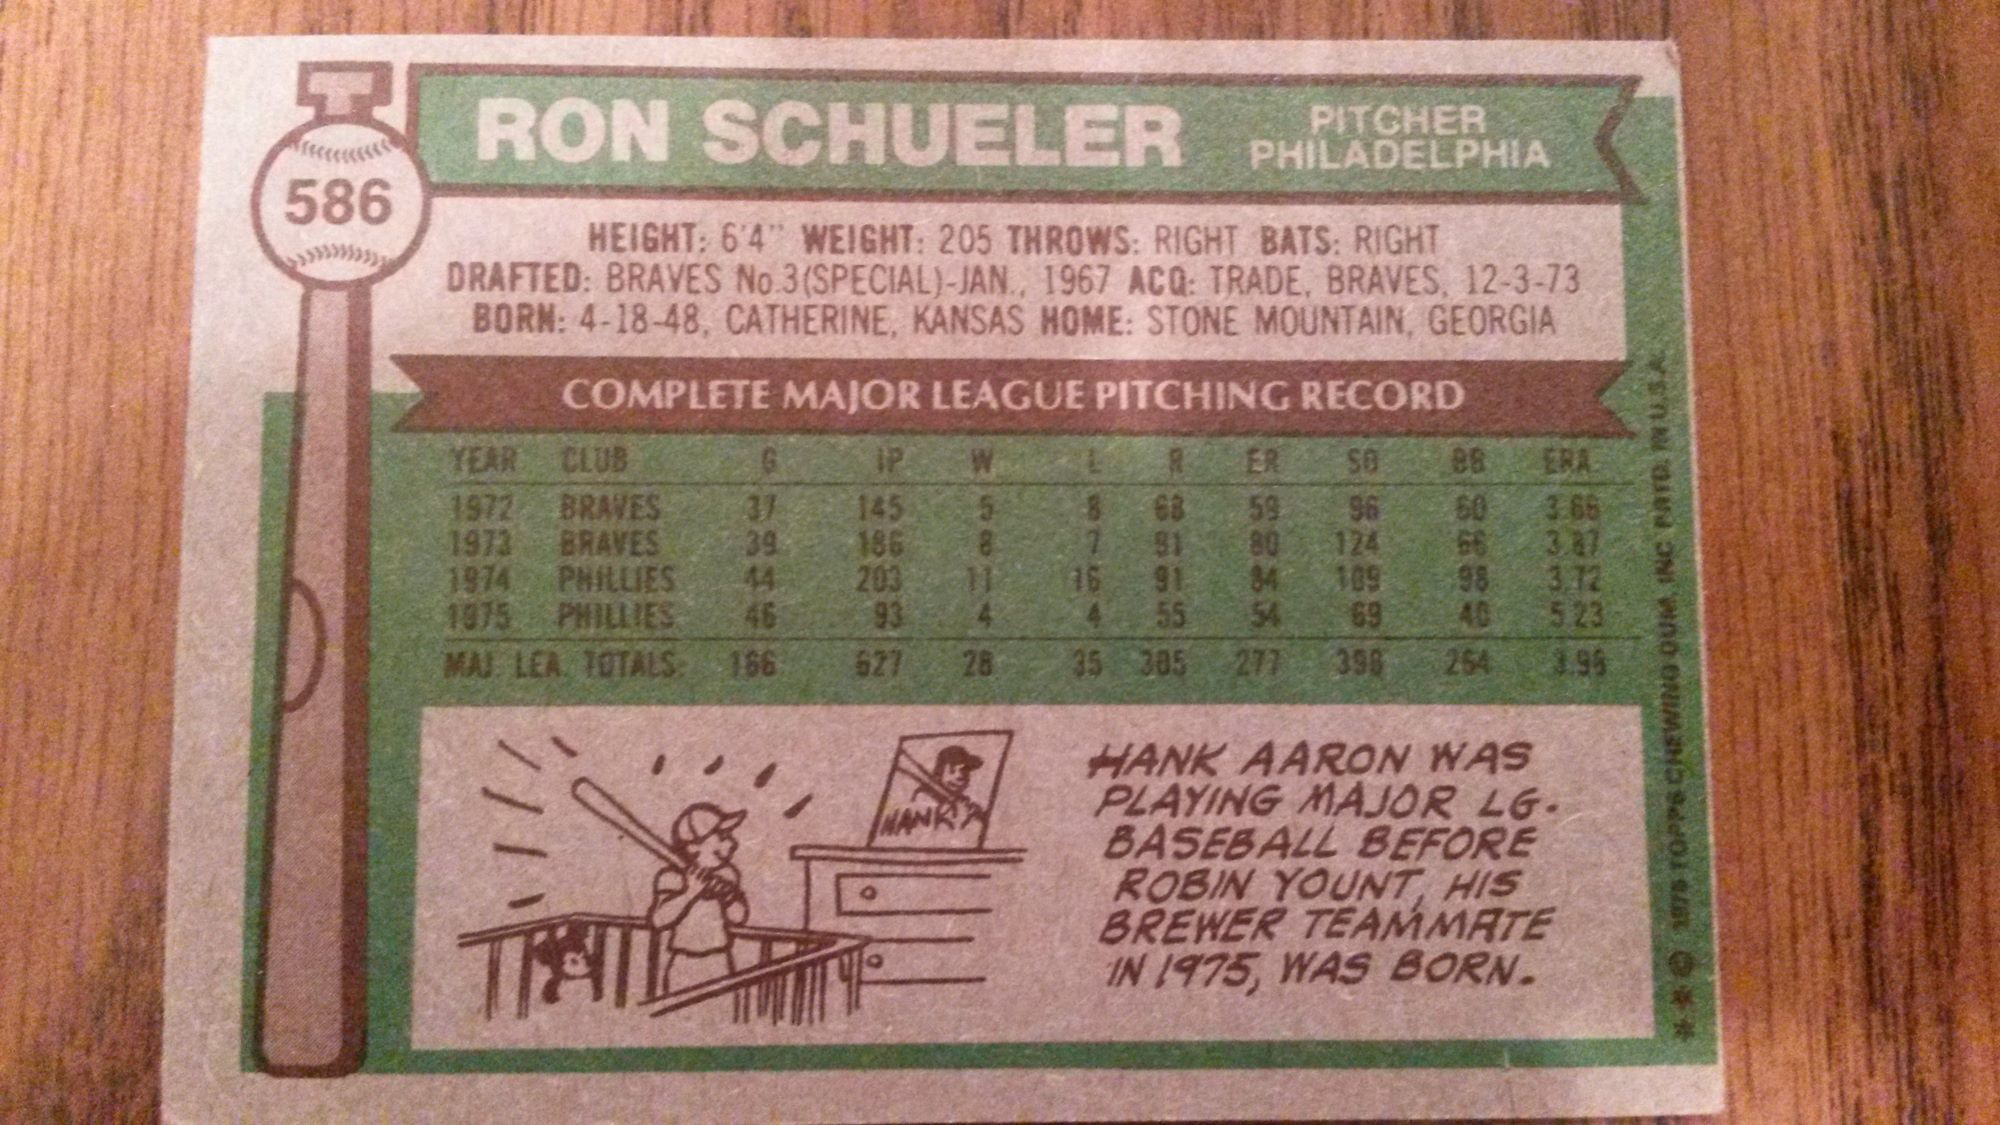 T
RON SCHUELER
PITCHER
PHILADELPHIA
586
HEIGHT: 6'4" WEIGHT: 205 THROWS: RIGHT BATS: RIGHT
DRAFTED: BRAVES No.3(SPECIAL)-JAN., 1967 ACQ: TRADE, BRAVES, 12-3-73
BORN: 4-18-48, CATHERINE, KANSAS HOME: STONE MOUNTAIN, GEORGIA
COMPLETE MAJOR LEAGUE PITCHING RECORD
YEAR CLUB G IP W L R ER SO BB ERA
1972 BRAVES 37 145 5 8 68 59 96 60 3.66
1973 BRAVES 39 186 8 7 91 80 124 66 3.87
1974 PHILLIES 44 203 11 16 91 84 109 98 3.72
1975 PHILLIES 46 93 4 4 55 54 69 40 5.23
MAJ. LEA. TOTALS 166 627 28 35 305 277 398 264 3.98
HANK A
HANK AARON WAS
PLAYING MAJOR LG.
BASEBALL BEFORE
ROBIN YOUNT, HIS
BREWER TEAMMATE
IN 1975, WAS BORN.
***© 1976 TOPPS CHEWING GUM, INC PRTD. IN U.S.A.